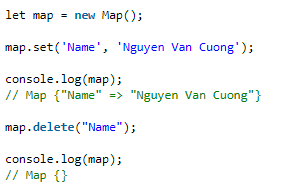 let map = new Map();
map.set('Name', 'Nguyen Van Cuong');
console.log(map);
// Map {"Name" => "Nguyen Van Cuong"}
map.delete("Name");
console.log(map);
// Map {}